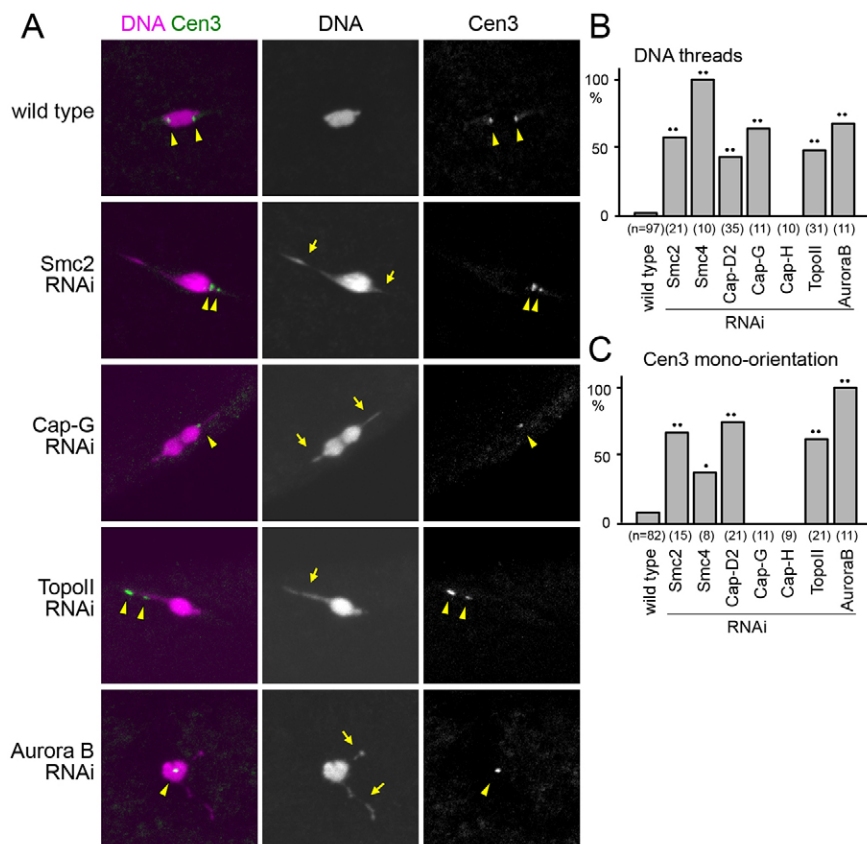 A
DNA Cen3
DNA
Cen3
wild type
Smc2
RNAi
Cap-G
RNAi
TopoII
RNAi
Aurora B
RNAi
B
DNA threads
100
%
50
0
** ** ** ** ** **
(n=97) (21) (10) (35) (11) (10) (31) (11)
wild type
Smc2
Smc4
Cap-D2
Cap-G
Cap-H
TopoII
AuroraB
RNAi
C
Cen3 mono-orientation
100
%
50
0
** * ** ** **
(n=82) (15) (8) (21) (11) (9) (21) (11)
wild type
Smc2
Smc4
Cap-D2
Cap-G
Cap-H
TopoII
AuroraB
RNAi